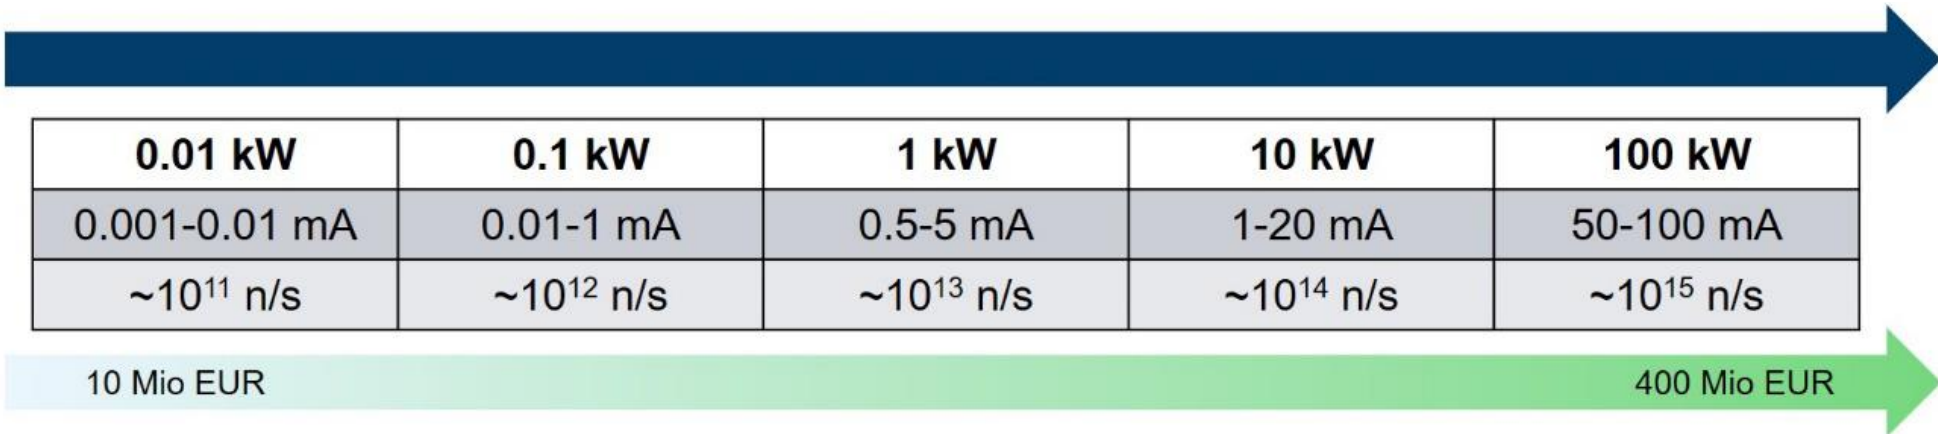 0.01 kW 0.1 kW 1 kW 10 kW 100 kW
0.001-0.01 mA 0.01-1 mA 0.5-5 mA 1-20 mA 50-100 mA
~10¹¹ n/s ~10¹² n/s ~10¹³ n/s ~10¹⁴ n/s ~10¹⁵ n/s
10 Mio EUR 400 Mio EUR